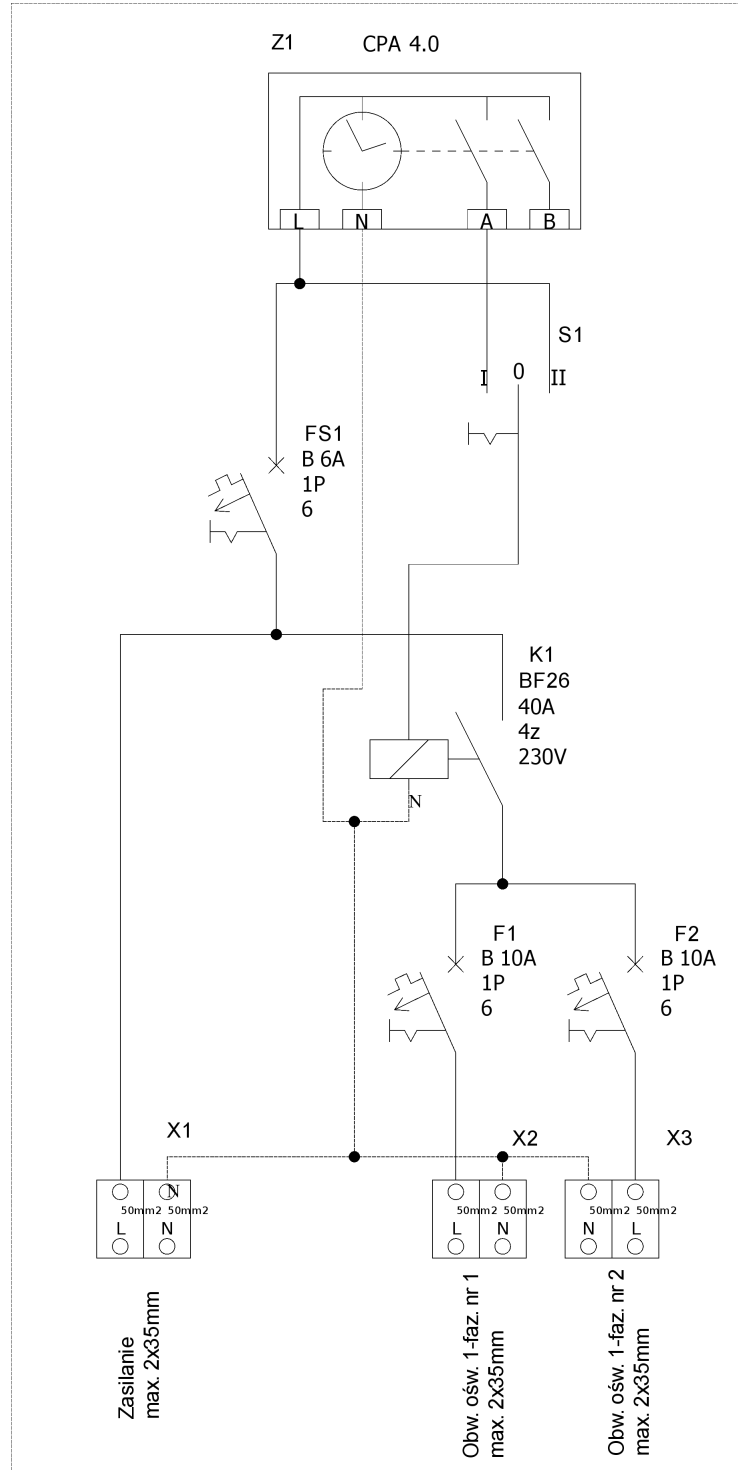 Z1
CPA 4.0
L
N
A
B
S1
I
0
II
FS1
B 6A
1P
6
K1
BF26
40A
4z
230V
N
F1
B 10A
1P
6
F2
B 10A
1P
6
X1
X2
X3
N
50mm2
50mm2
L
N
50mm2
50mm2
L
N
50mm2
50mm2
N
L
Zasilanie
max. 2x35mm
Obw. ośw. 1-faz. nr 1
max. 2x35mm
Obw. ośw. 1-faz. nr 2
max. 2x35mm